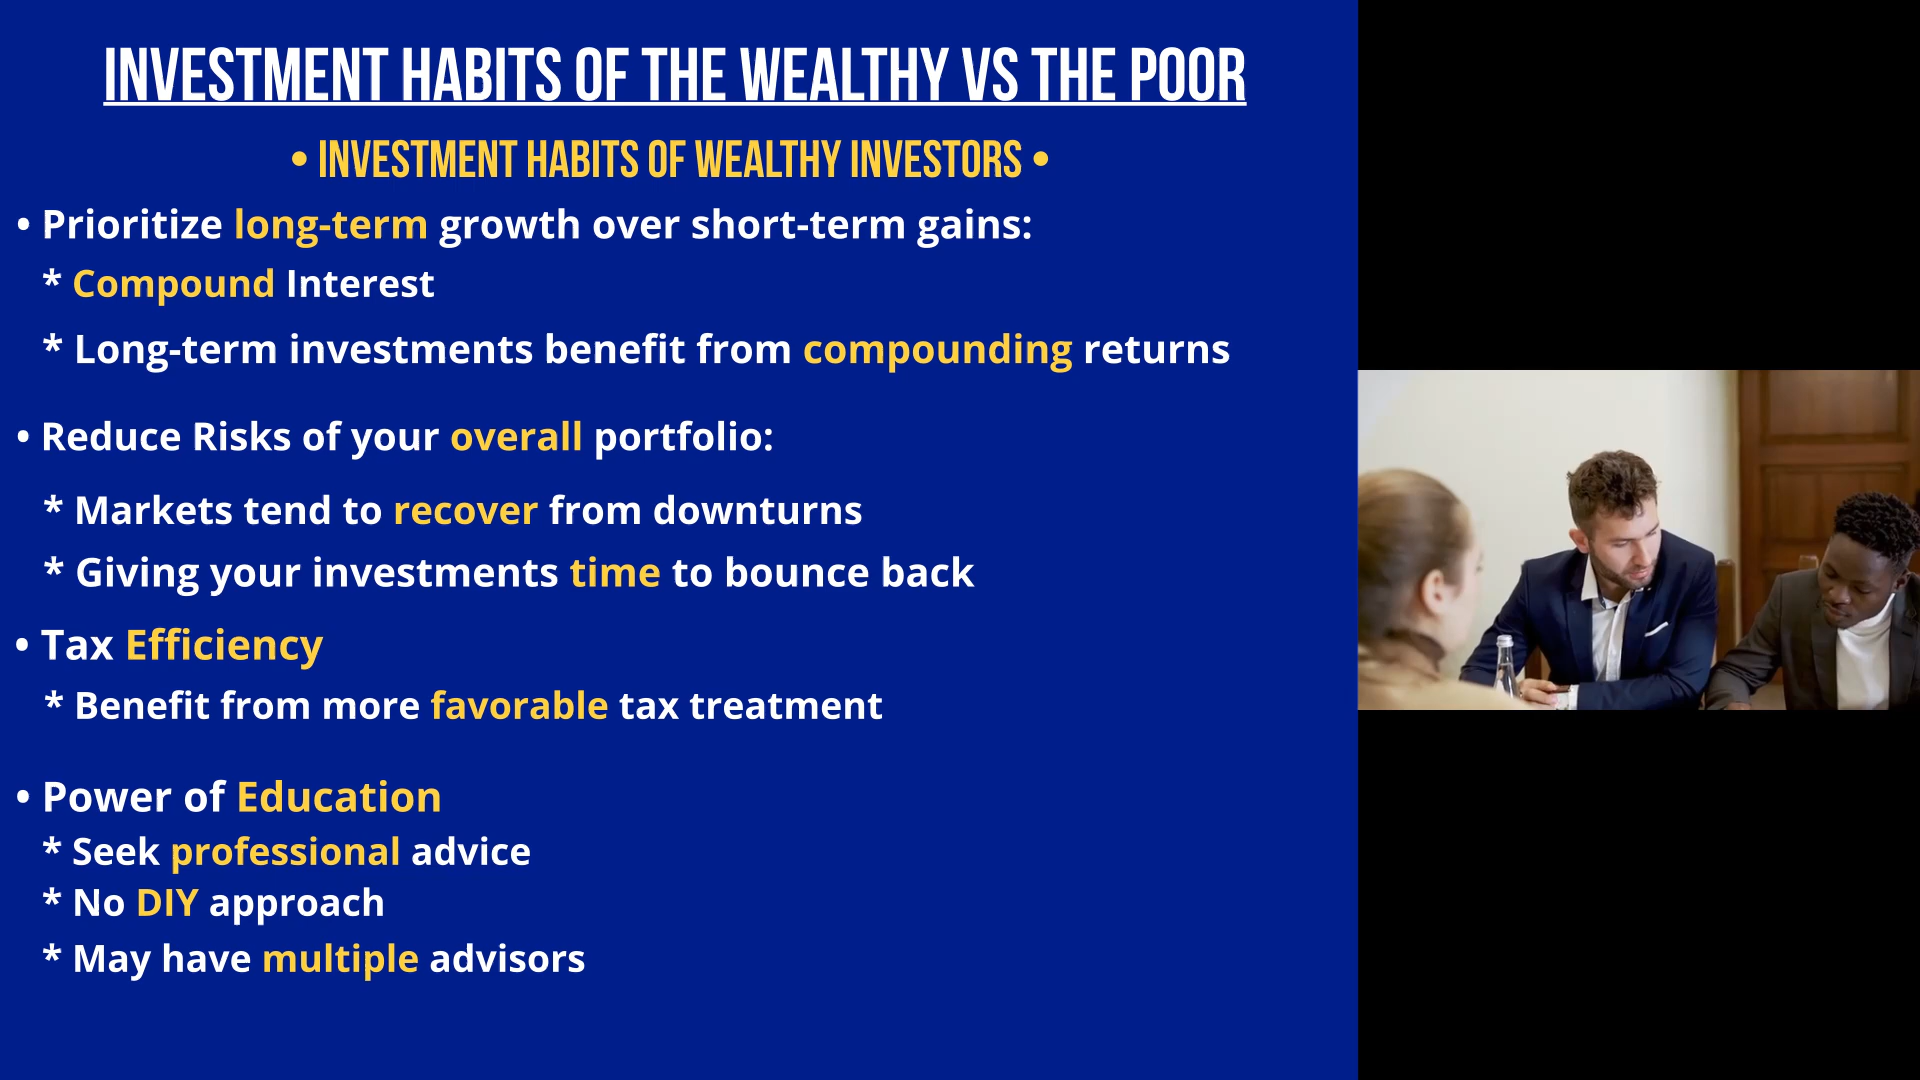 INVESTMENT HABITS OF THE WEALTHY VS THE POOR
• INVESTMENT HABITS OF WEALTHY INVESTORS •
• Prioritize long-term growth over short-term gains:
* Compound Interest
* Long-term investments benefit from compounding returns
• Reduce Risks of your overall portfolio:
* Markets tend to recover from downturns
* Giving your investments time to bounce back
• Tax Efficiency
* Benefit from more favorable tax treatment
• Power of Education
* Seek professional advice
* No DIY approach
* May have multiple advisors